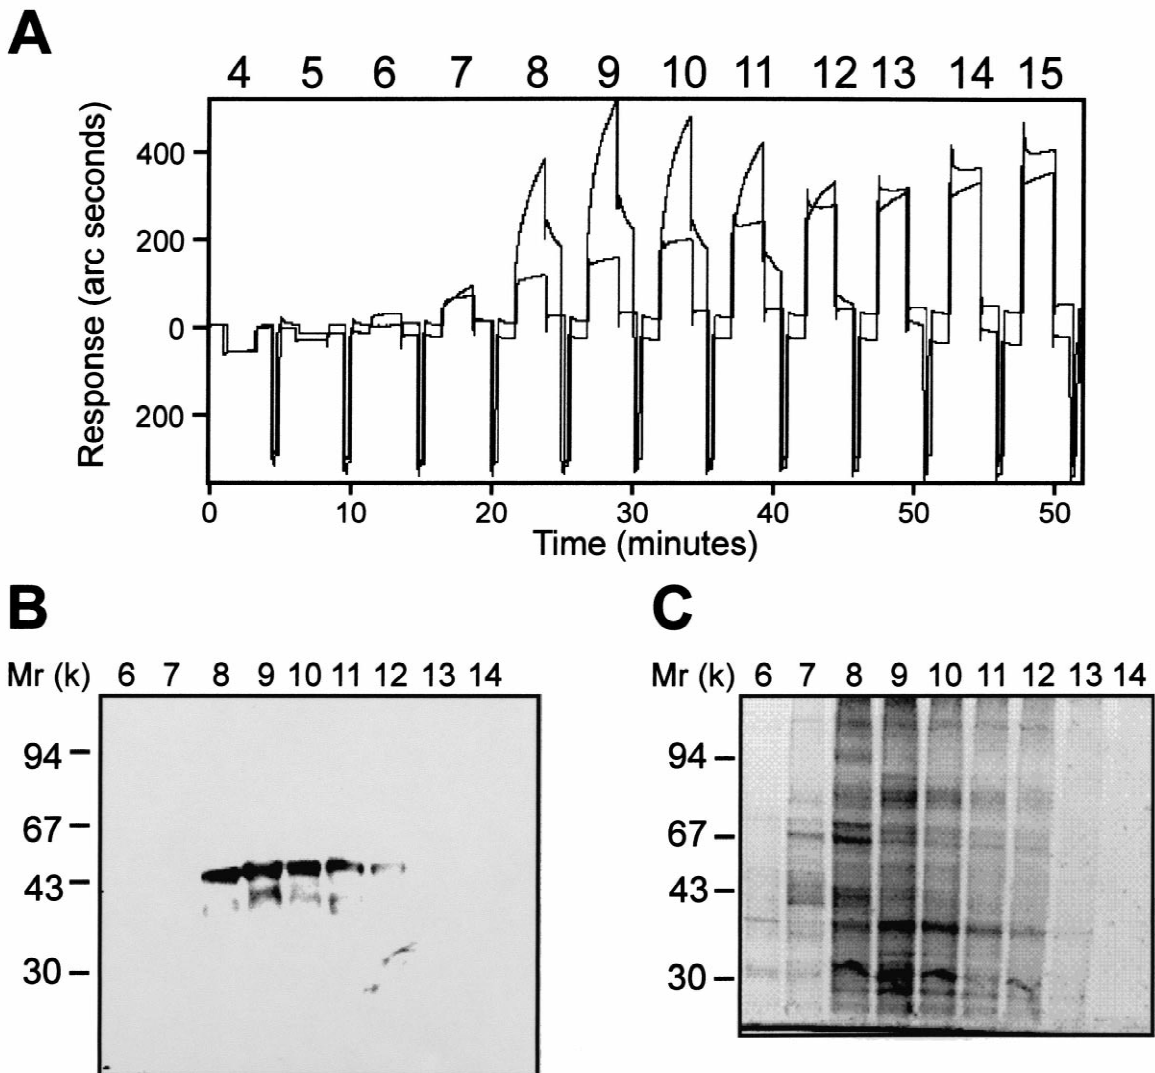 A
4 5 6 7 8 9 10 11 12 13 14 15
Response (arc seconds)
400
200
0
200
0 10 20 30 40 50 50
Time (minutes)
B
Mr (k) 6 7 8 9 10 11 12 13 14
94
67
43
30
C
Mr (k) 6 7 8 9 10 11 12 13 14
94
67
43
30